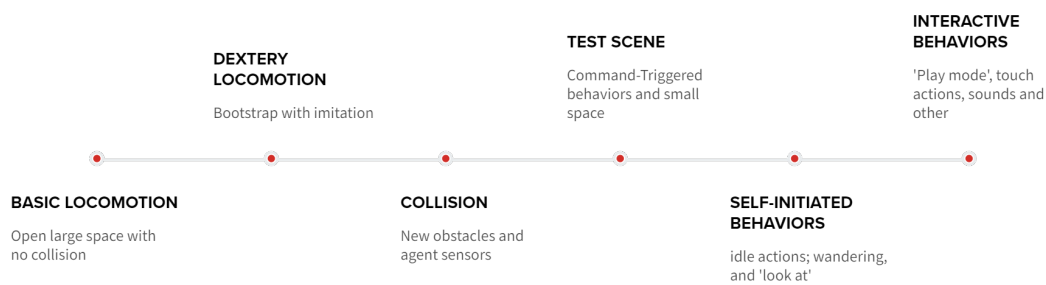 BASIC LOCOMOTION
Open large space with
no collision
DEXTERY
LOCOMOTION
Bootstrap with imitation
COLLISION
New obstacles and
agent sensors
TEST SCENE
Command-Triggered
behaviors and small
space
SELF-INITIATED
BEHAVIORS
idle actions; wandering,
and 'look at'
INTERACTIVE
BEHAVIORS
'Play mode', touch
actions, sounds and
other